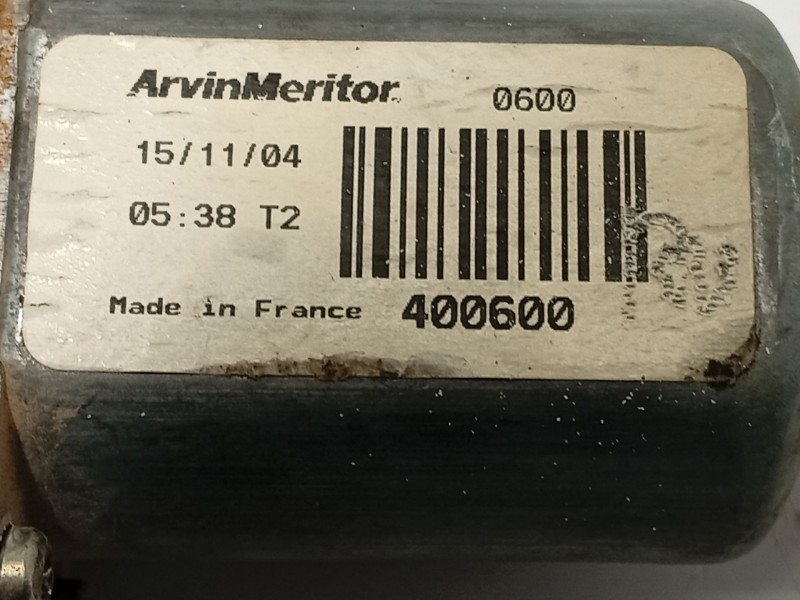 ArvinMeritor
0600
15/11/04
05:38 T2
Made in France
400600